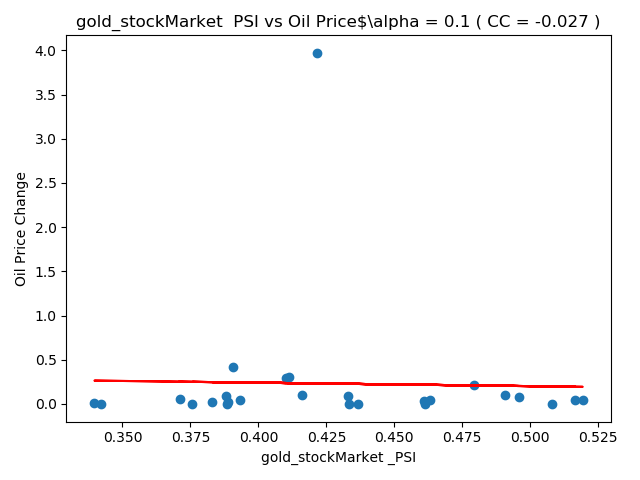 gold_stockMarket  PSI vs Oil Price$\alpha = 0.1 ( CC = -0.027 )
4.0
3.5
3.0
2.5
2.0
1.5
1.0
0.5
0.0
Oil Price Change
0.350 0.375 0.400 0.425 0.450 0.475 0.500 0.525
gold_stockMarket _PSI